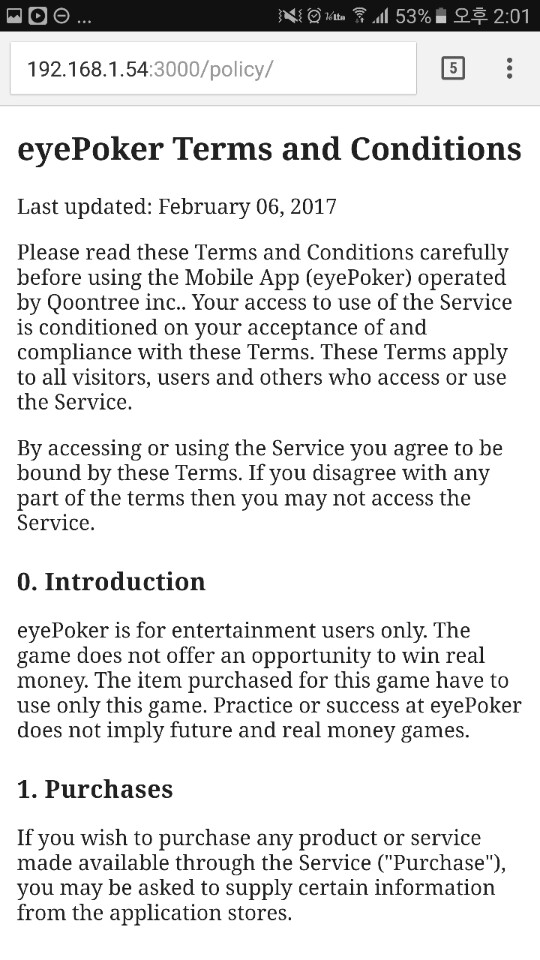 ... 53% 오후 2:01
192.168.1.54:3000/policy/ 5
eyePoker Terms and Conditions
Last updated: February 06, 2017
Please read these Terms and Conditions carefully
before using the Mobile App (eyePoker) operated
by Qoontree inc.. Your access to use of the Service
is conditioned on your acceptance of and
compliance with these Terms. These Terms apply
to all visitors, users and others who access or use
the Service.
By accessing or using the Service you agree to be
bound by these Terms. If you disagree with any
part of the terms then you may not access the
Service.
0. Introduction
eyePoker is for entertainment users only. The
game does not offer an opportunity to win real
money. The item purchased for this game have to
use only this game. Practice or success at eyePoker
does not imply future and real money games.
1. Purchases
If you wish to purchase any product or service
made available through the Service ("Purchase"),
you may be asked to supply certain information
from the application stores.